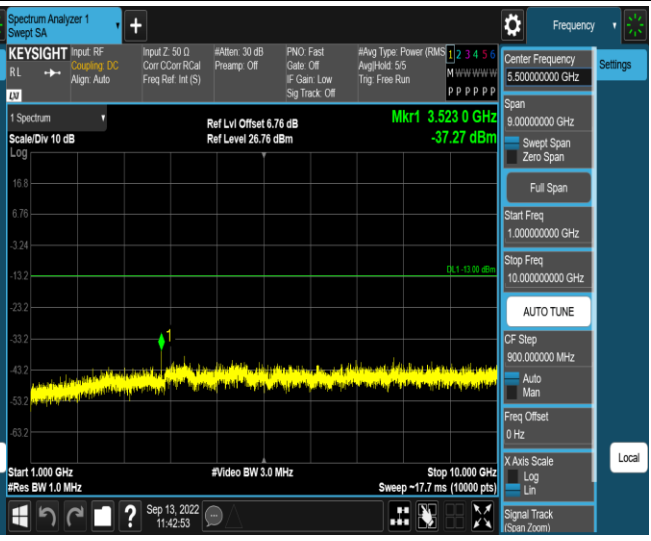 Spectrum Analyzer 1
Swept SA
+
Frequency
KEYSIGHT
Input: RF
Coupling: DC
Align: Auto
RL
LXI
Input Z: 50 Ω
Corr CCorr RCal
Freq Ref: Int (S)
#Atten: 30 dB
Preamp: Off
PNO: Fast
Gate: Off
IF Gain: Low
Sig Track: Off
#Avg Type: Power (RMS
Avg|Hold: 5/5
Trig: Free Run
1 2 3 4 5 6
M W W W W W
P P P P P P
Center Frequency
5.500000000 GHz
Settings
Span
9.00000000 GHz
Swept Span
Zero Span
Full Span
Start Freq
1.000000000 GHz
Stop Freq
10.000000000 GHz
AUTO TUNE
CF Step
900.000000 MHz
Auto
Man
Freq Offset
0 Hz
X Axis Scale
Log
Lin
Local
Signal Track
(Span Zoom)
1 Spectrum
Scale/Div 10 dB
Log
Ref Lvl Offset 6.76 dB
Ref Level 26.76 dBm
Mkr1 3.523 0 GHz
-37.27 dBm
16.8
6.76
-3.24
-13.2
DL1 -13.00 dBm
-23.2
-33.2
1
-43.2
-53.2
-63.2
Start 1.000 GHz
#Video BW 3.0 MHz
Stop 10.000 GHz
#Res BW 1.0 MHz
Sweep ~17.7 ms (10000 pts)
?
Sep 13, 2022
11:42:53